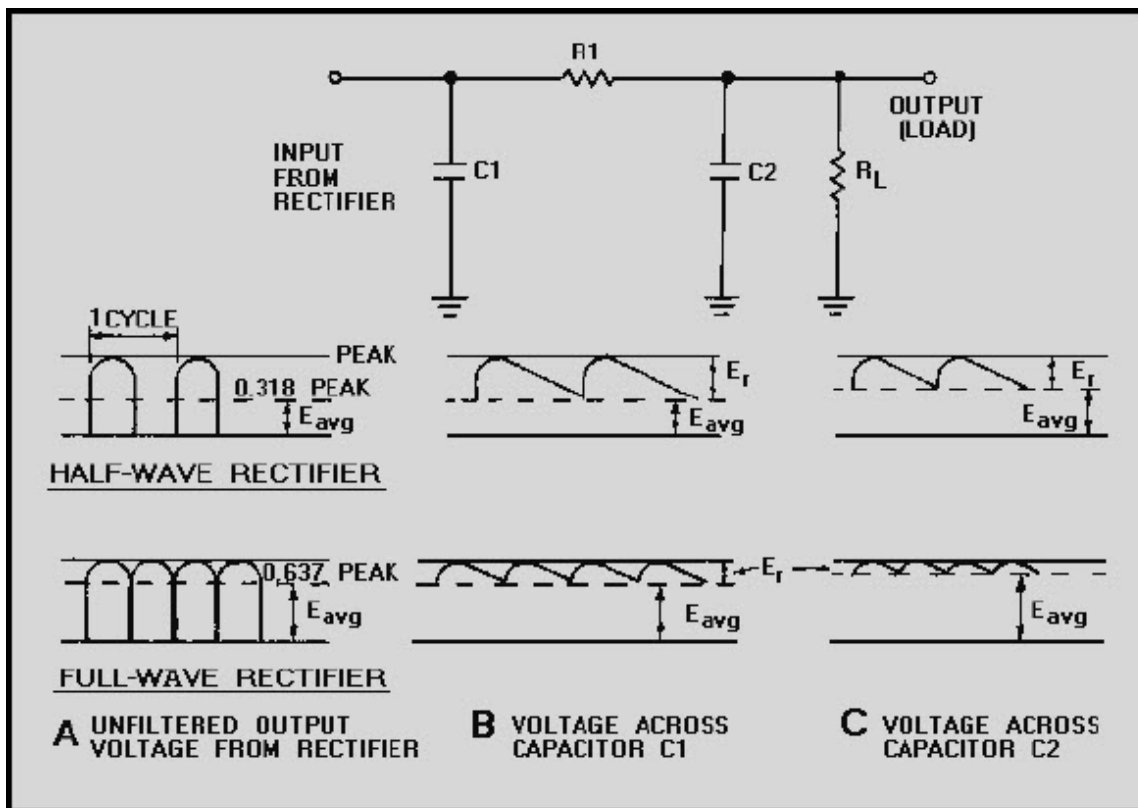 R1
OUTPUT
(LOAD)
INPUT
FROM
RECTIFIER
C1
C2
RL
1 CYCLE
PEAK
0.318 PEAK
Eavg
Er
Eavg
Er
Eavg
HALF-WAVE RECTIFIER
0.637 PEAK
Eavg
Er
Eavg
Eavg
FULL-WAVE RECTIFIER
A UNFILTERED OUTPUT
VOLTAGE FROM RECTIFIER
B VOLTAGE ACROSS
CAPACITOR C1
C VOLTAGE ACROSS
CAPACITOR C2